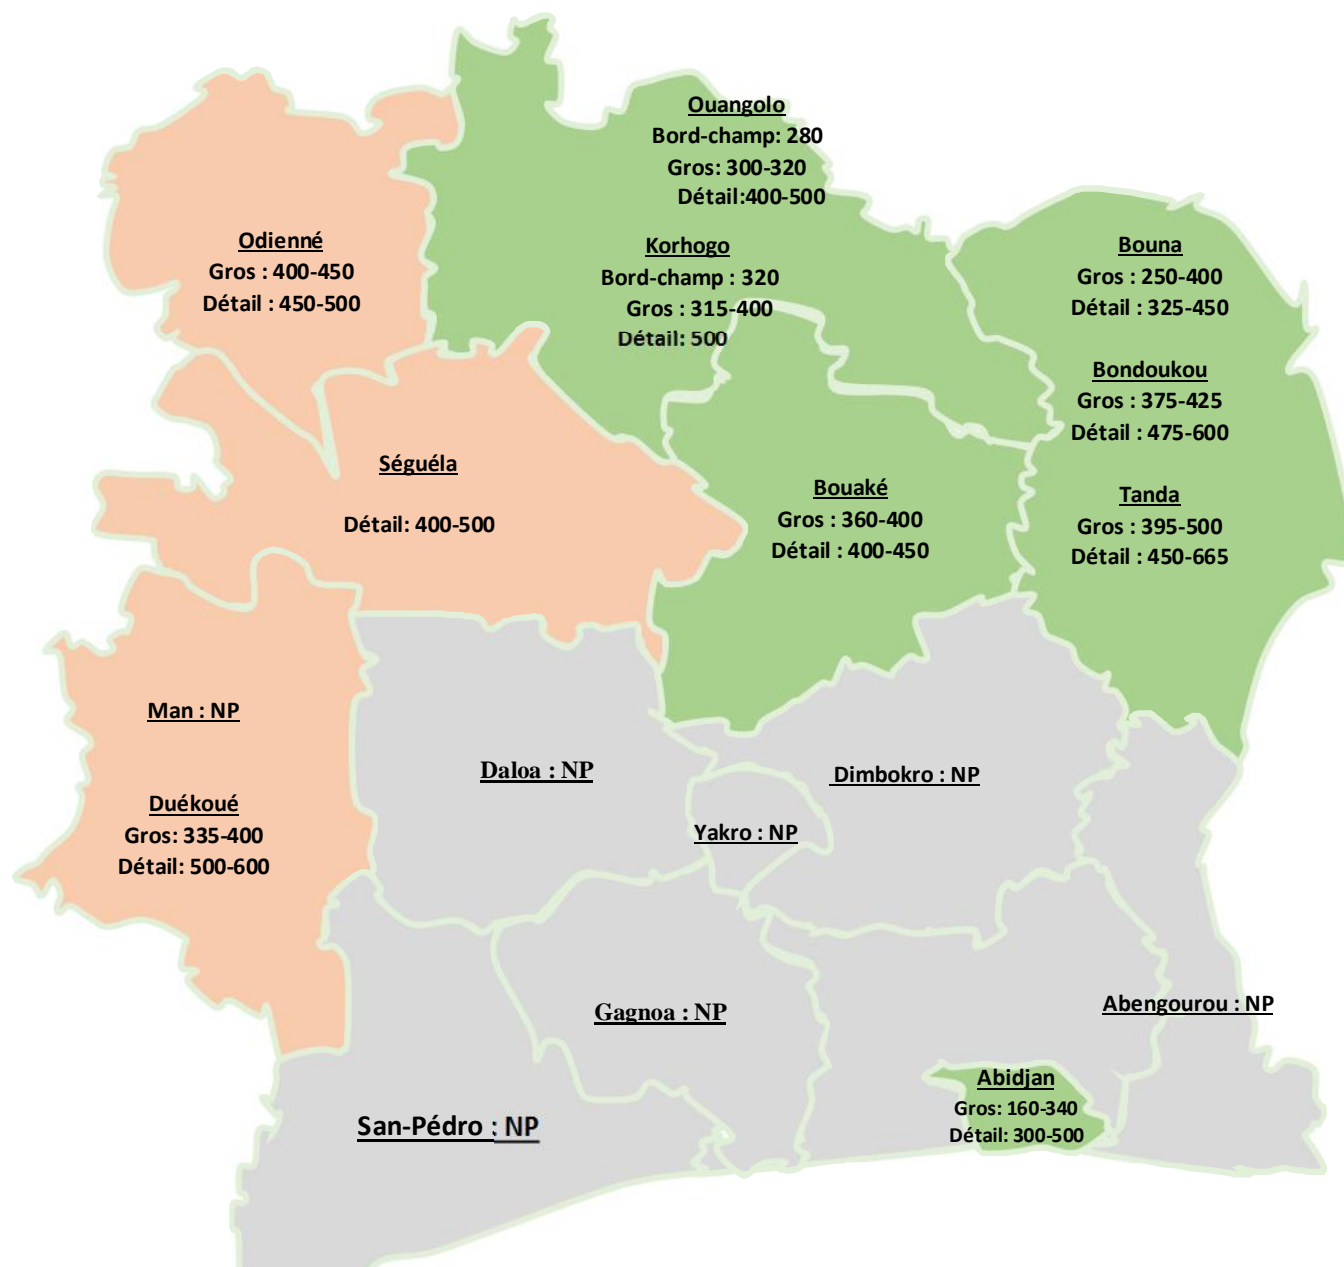 Ouangolo
Bord-champ: 280
Gros: 300-320
Détail:400-500
Odienné
Gros : 400-450
Détail : 450-500
Korhogo
Bord-champ : 320
Gros : 315-400
Détail: 500
Bouna
Gros : 250-400
Détail : 325-450
Bondoukou
Gros : 375-425
Détail : 475-600
Séguéla
Détail: 400-500
Bouaké
Gros : 360-400
Détail : 400-450
Tanda
Gros : 395-500
Détail : 450-665
Man : NP
Duékoué
Gros: 335-400
Détail: 500-600
Daloa : NP
Dimbokro : NP
Yakro : NP
Gagnoa : NP
Abengourou : NP
Abidjan
Gros: 160-340
Détail: 300-500
San-Pédro : NP